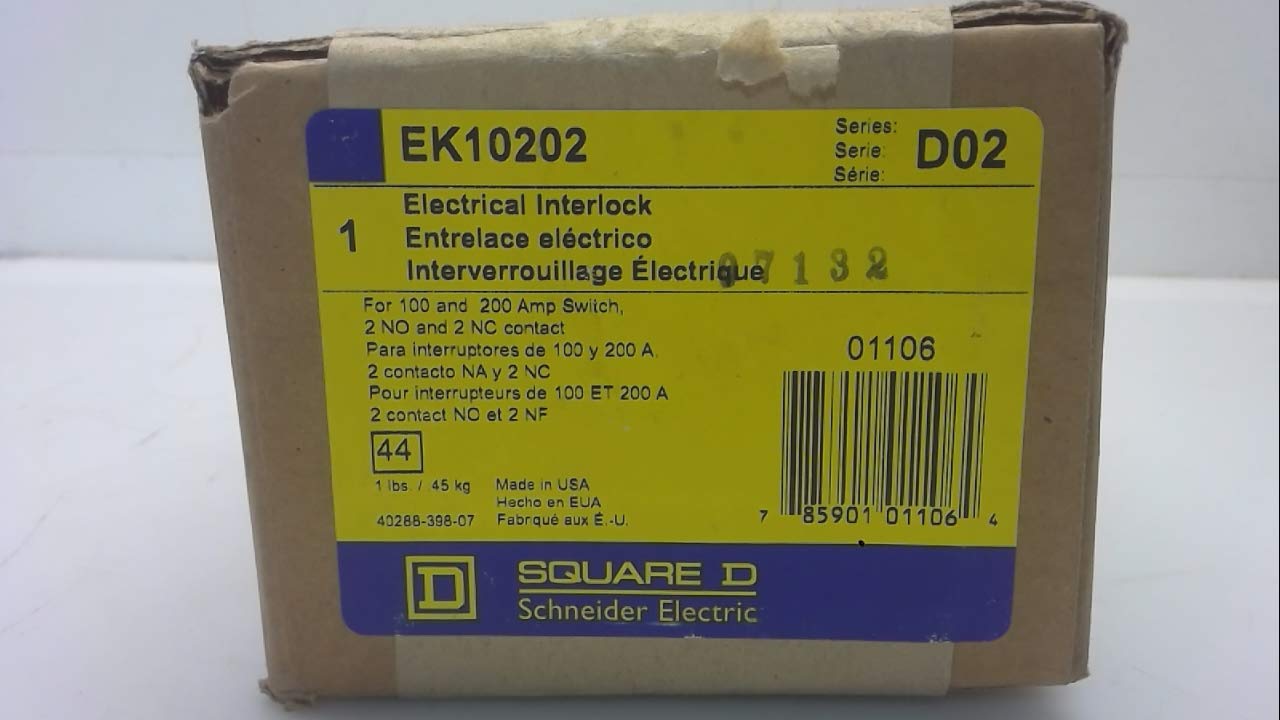 EK10202
Series:
Serie:
Série:
D02
1
Electrical Interlock
Entrelace eléctrico
Interverrouillage Électrique
07132
For 100 and 200 Amp Switch,
2 NO and 2 NC contact
Para interruptores de 100 y 200 A,
2 contacto NA y 2 NC
Pour interrupteurs de 100 ET 200 A
2 contact NO et 2 NF
44
1 lbs. / .45 kg
40288-398-07
Made in USA
Hecho en EUA
Fabriqué aux É.-U.
01106
7 85901 01106 4
D SQUARE D
Schneider Electric